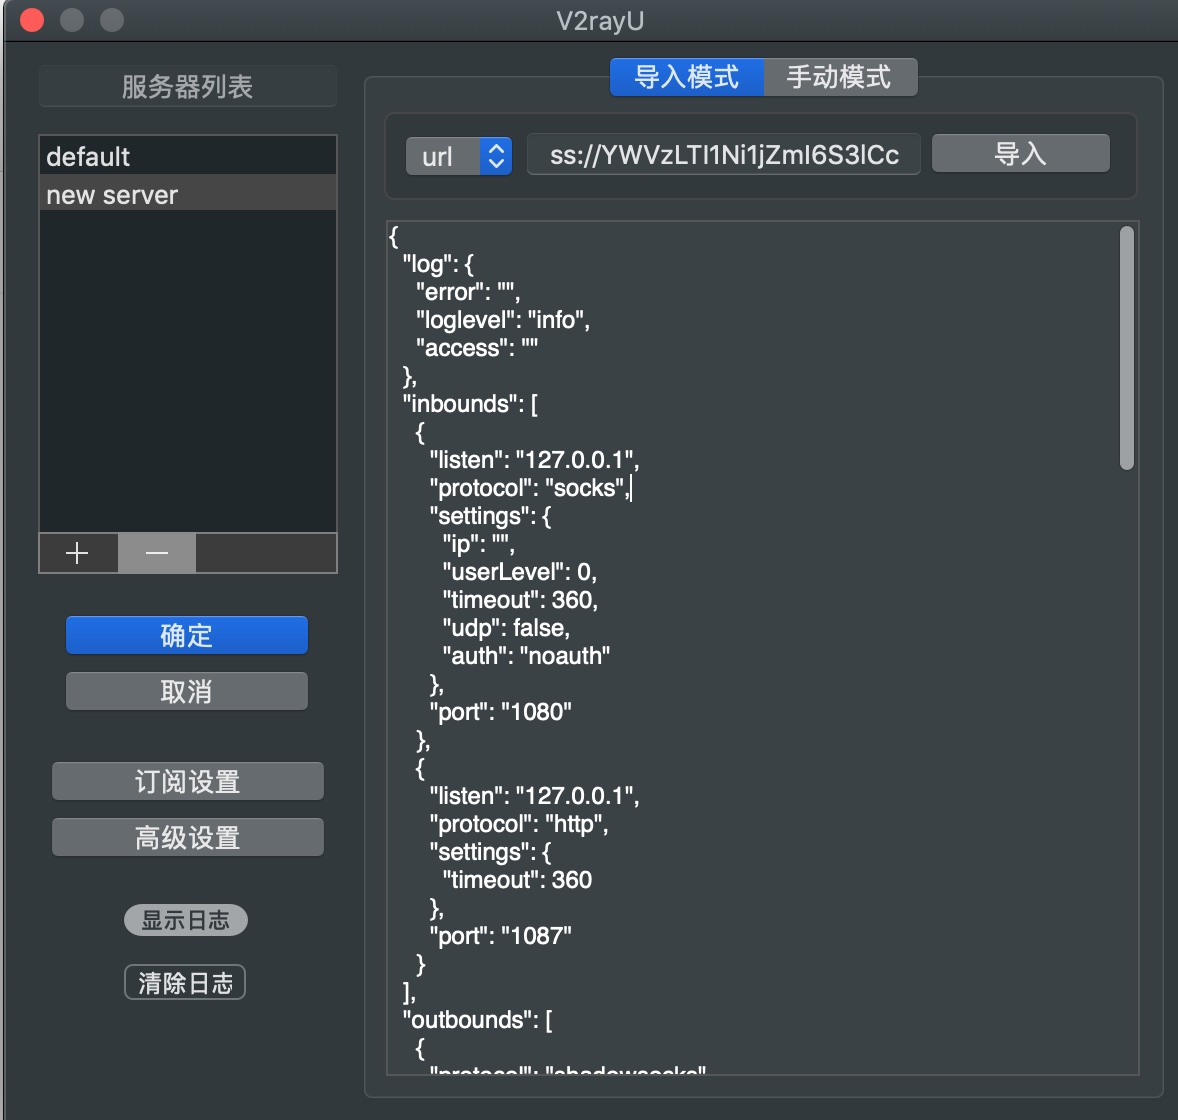 V2rayU
服务器列表
default
new server
确定
取消
订阅设置
高级设置
显示日志
清除日志
导入模式 手动模式
url ss://YWVzLTI1Ni1jZmI6S3lCc 导入
{
"log": {
"error": "",
"loglevel": "info",
"access": ""
},
"inbounds": [
{
"listen": "127.0.0.1",
"protocol": "socks",
"settings": {
"ip": "",
"userLevel": 0,
"timeout": 360,
"udp": false,
"auth": "noauth"
},
"port": "1080"
},
{
"listen": "127.0.0.1",
"protocol": "http",
"settings": {
"timeout": 360
},
"port": "1087"
}
],
"outbounds": [
{
"protocol": "shadowsocks"